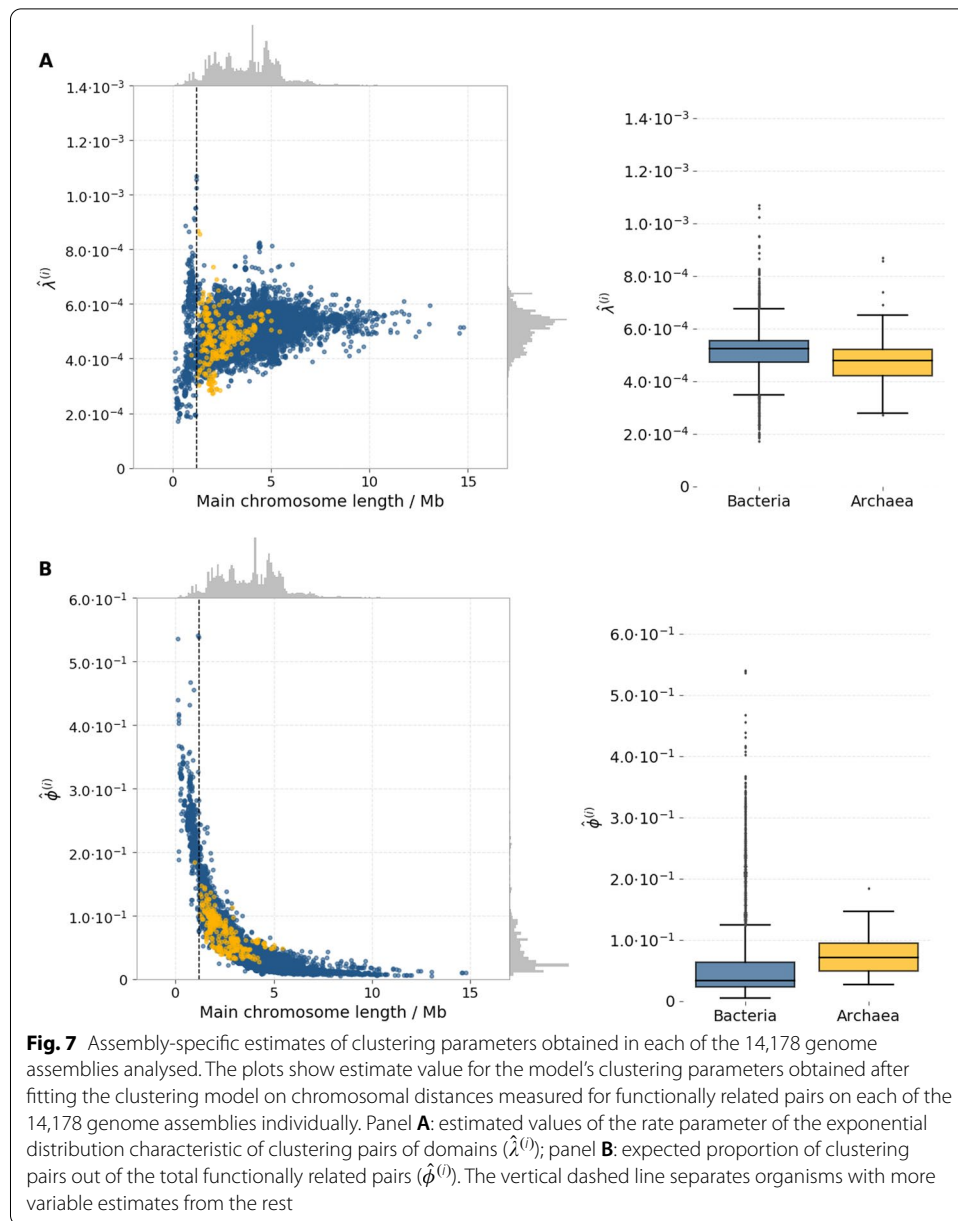 A
1.4·10⁻³
1.2·10⁻³
1.0·10⁻³
8.0·10⁻⁴
6.0·10⁻⁴
4.0·10⁻⁴
2.0·10⁻⁴
0
λ̂⁽ⁱ⁾
0 5 10 15
Main chromosome length / Mb
1.4·10⁻³
1.2·10⁻³
1.0·10⁻³
8.0·10⁻⁴
6.0·10⁻⁴
4.0·10⁻⁴
2.0·10⁻⁴
0
λ̂⁽ⁱ⁾
Bacteria Archaea
B
6.0·10⁻¹
5.0·10⁻¹
4.0·10⁻¹
3.0·10⁻¹
2.0·10⁻¹
1.0·10⁻¹
0
ϕ̂⁽ⁱ⁾
0 5 10 15
Main chromosome length / Mb
6.0·10⁻¹
5.0·10⁻¹
4.0·10⁻¹
3.0·10⁻¹
2.0·10⁻¹
1.0·10⁻¹
0
ϕ̂⁽ⁱ⁾
Bacteria Archaea
Fig. 7 Assembly-specific estimates of clustering parameters obtained in each of the 14,178 genome
assemblies analysed. The plots show estimate value for the model's clustering parameters obtained after
fitting the clustering model on chromosomal distances measured for functionally related pairs on each of the
14,178 genome assemblies individually. Panel A: estimated values of the rate parameter of the exponential
distribution characteristic of clustering pairs of domains (λ̂⁽ⁱ⁾); panel B: expected proportion of clustering
pairs out of the total functionally related pairs (ϕ̂⁽ⁱ⁾). The vertical dashed line separates organisms with more
variable estimates from the rest